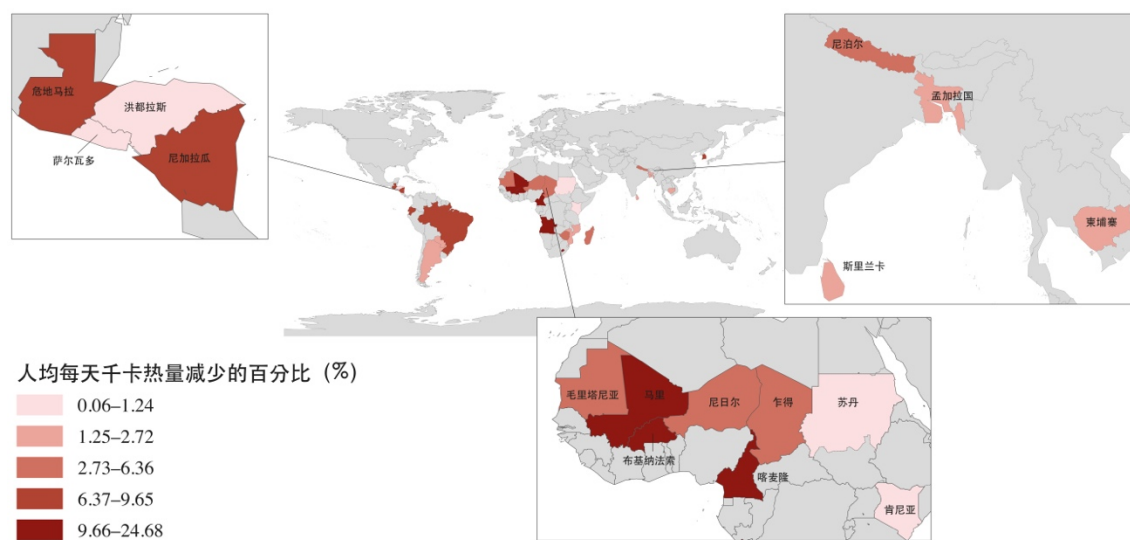 危地马拉
洪都拉斯
萨尔瓦多
尼加拉瓜
尼泊尔
孟加拉国
柬埔寨
斯里兰卡
毛里塔尼亚
马里
尼日尔
乍得
苏丹
布基纳法索
喀麦隆
肯尼亚
人均每天千卡热量减少的百分比 (%)
0.06–1.24
1.25–2.72
2.73–6.36
6.37–9.65
9.66–24.68